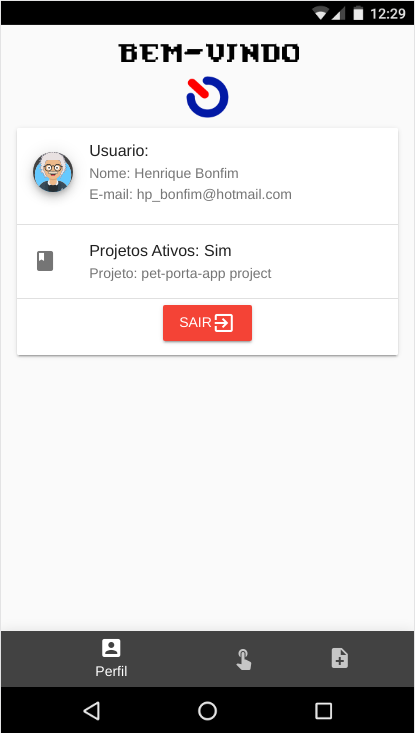 12:29
BEM-VINDO
Usuario:
Nome: Henrique Bonfim
E-mail: hp_bonfim@hotmail.com
Projetos Ativos: Sim
Projeto: pet-porta-app project
SAIR
Perfil